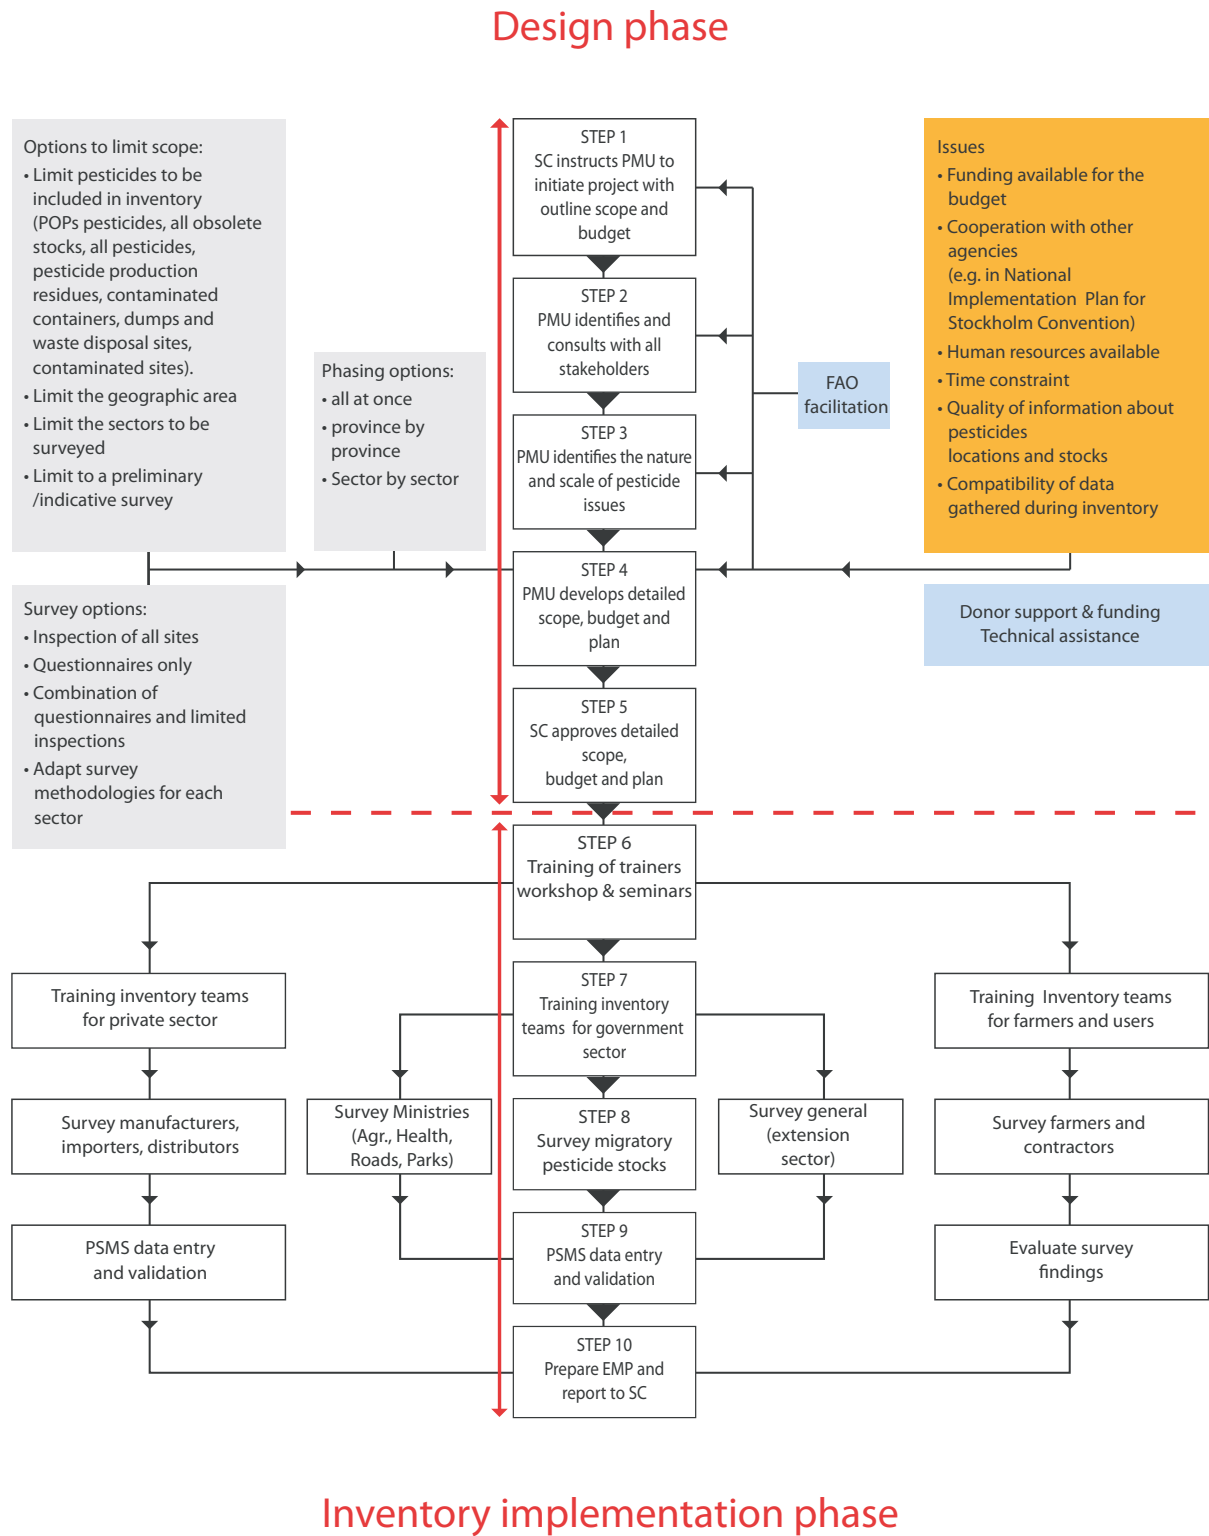 Design phase
Options to limit scope:
• Limit pesticides to be
included in inventory
(POPs pesticides, all obsolete
stocks, all pesticides,
pesticide production
residues, contaminated
containers, dumps and
waste disposal sites,
contaminated sites).
• Limit the geographic area
• Limit the sectors to be
surveyed
• Limit to a preliminary
/indicative survey
Phasing options:
• all at once
• province by
province
• Sector by sector
Survey options:
• Inspection of all sites
• Questionnaires only
• Combination of
questionnaires and limited
inspections
• Adapt survey
methodologies for each
sector
STEP 1
SC instructs PMU to
initiate project with
outline scope and
budget
STEP 2
PMU identifies and
consults with all
stakeholders
STEP 3
PMU identifies the nature
and scale of pesticide
issues
STEP 4
PMU develops detailed
scope, budget and
plan
STEP 5
SC approves detailed
scope,
budget and plan
FAO
facilitation
Issues
• Funding available for the
budget
• Cooperation with other
agencies
(e.g. in National
Implementation Plan for
Stockholm Convention)
• Human resources available
• Time constraint
• Quality of information about
pesticides
locations and stocks
• Compatibility of data
gathered during inventory
Donor support & funding
Technical assistance
STEP 6
Training of trainers
workshop & seminars
Training inventory teams
for private sector
STEP 7
Training inventory
teams for government
sector
Training Inventory teams
for farmers and users
Survey manufacturers,
importers, distributors
Survey Ministries
(Agr., Health,
Roads, Parks)
STEP 8
Survey migratory
pesticide stocks
Survey general
(extension
sector)
Survey farmers and
contractors
PSMS data entry
and validation
STEP 9
PSMS data entry
and validation
Evaluate survey
findings
STEP 10
Prepare EMP and
report to SC
Inventory implementation phase